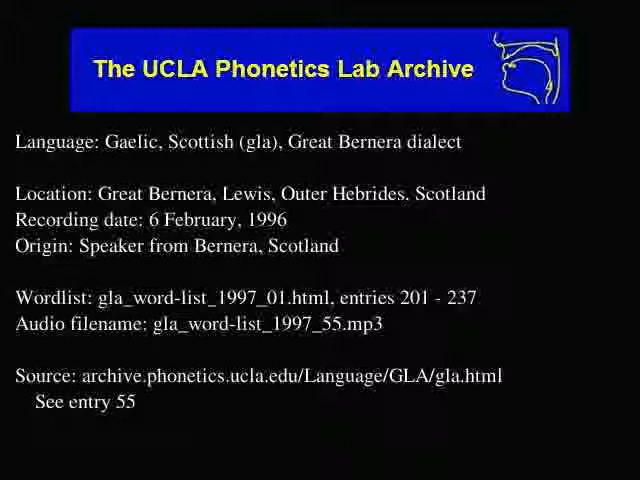 The UCLA Phonetics Lab Archive
Language: Gaelic, Scottish (gla), Great Bernera dialect
Location: Great Bernera, Lewis, Outer Hebrides. Scotland
Recording date: 6 February, 1996
Origin: Speaker from Bernera, Scotland
Wordlist: gla_word-list_1997_01.html, entries 201 - 237
Audio filename: gla_word-list_1997_55.mp3
Source: archive.phonetics.ucla.edu/Language/GLA/gla.html
See entry 55